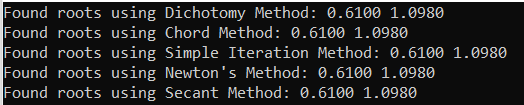 Found roots using Dichotomy Method: 0.6100 1.0980
Found roots using Chord Method: 0.6100 1.0980
Found roots using Simple Iteration Method: 0.6100 1.0980
Found roots using Newton's Method: 0.6100 1.0980
Found roots using Secant Method: 0.6100 1.0980